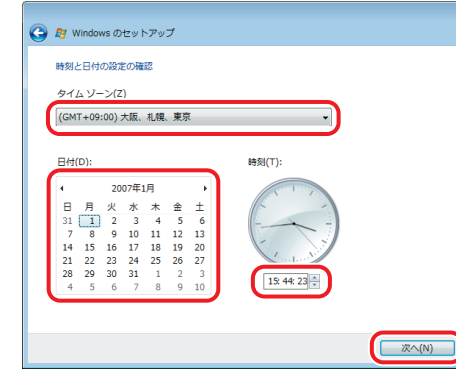 Windows のセットアップ
時刻と日付の設定の確認
タイム ゾーン(Z)
(GMT+09:00) 大阪、札幌、東京
日付(D):
時刻(T):
2007年1月
日 月 火 水 木 金 土
31 1 2 3 4 5 6
7 8 9 10 11 12 13
14 15 16 17 18 19 20
21 22 23 24 25 26 27
28 29 30 31 1 2 3
4 5 6 7 8 9 10
15: 44: 23
次へ(N)